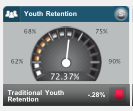 Youth Retention
68%
75%
62%
90%
72.37%
Traditional Youth
Retention
-.28%